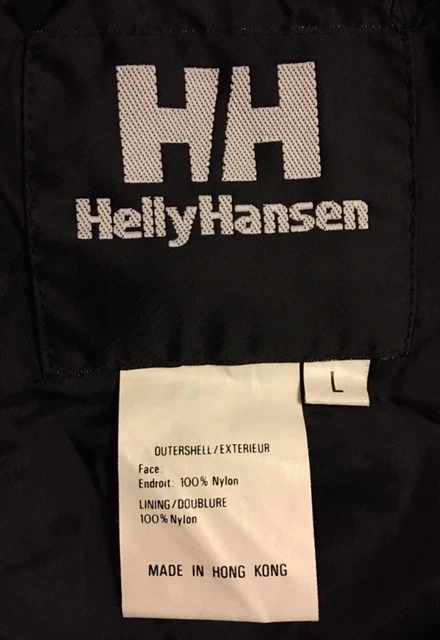 HH
HellyHansen
L
OUTERSHELL/EXTERIEUR
Face:
Endroit: 100% Nylon
LINING/DOUBLURE
100% Nylon
MADE IN HONG KONG